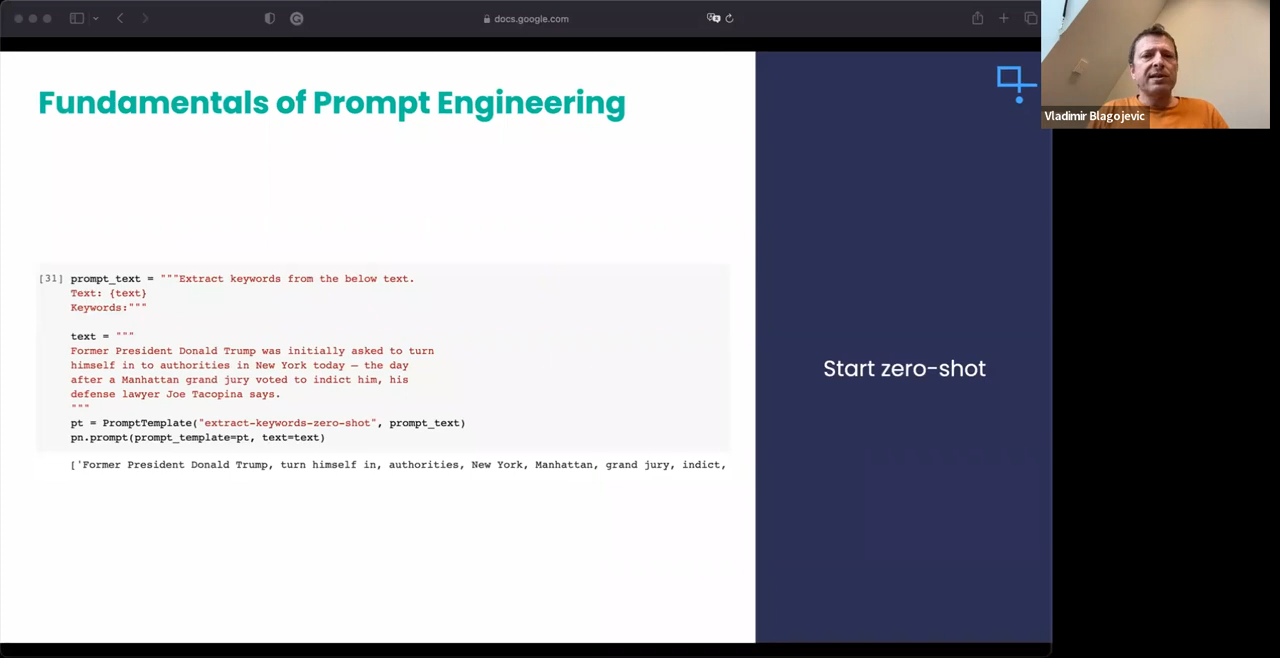 docs.google.com
Vladimir Blagojevic
Fundamentals of Prompt Engineering
[31] prompt_text = """Extract keywords from the below text.
Text: {text}
Keywords:"""
text = """
Former President Donald Trump was initially asked to turn
himself in to authorities in New York today — the day
after a Manhattan grand jury voted to indict him, his
defense lawyer Joe Tacopina says.
"""
pt = PromptTemplate("extract-keywords-zero-shot", prompt_text)
pn.prompt(prompt_template=pt, text=text)
['Former President Donald Trump, turn himself in, authorities, New York, Manhattan, grand jury, indict,
Start zero-shot